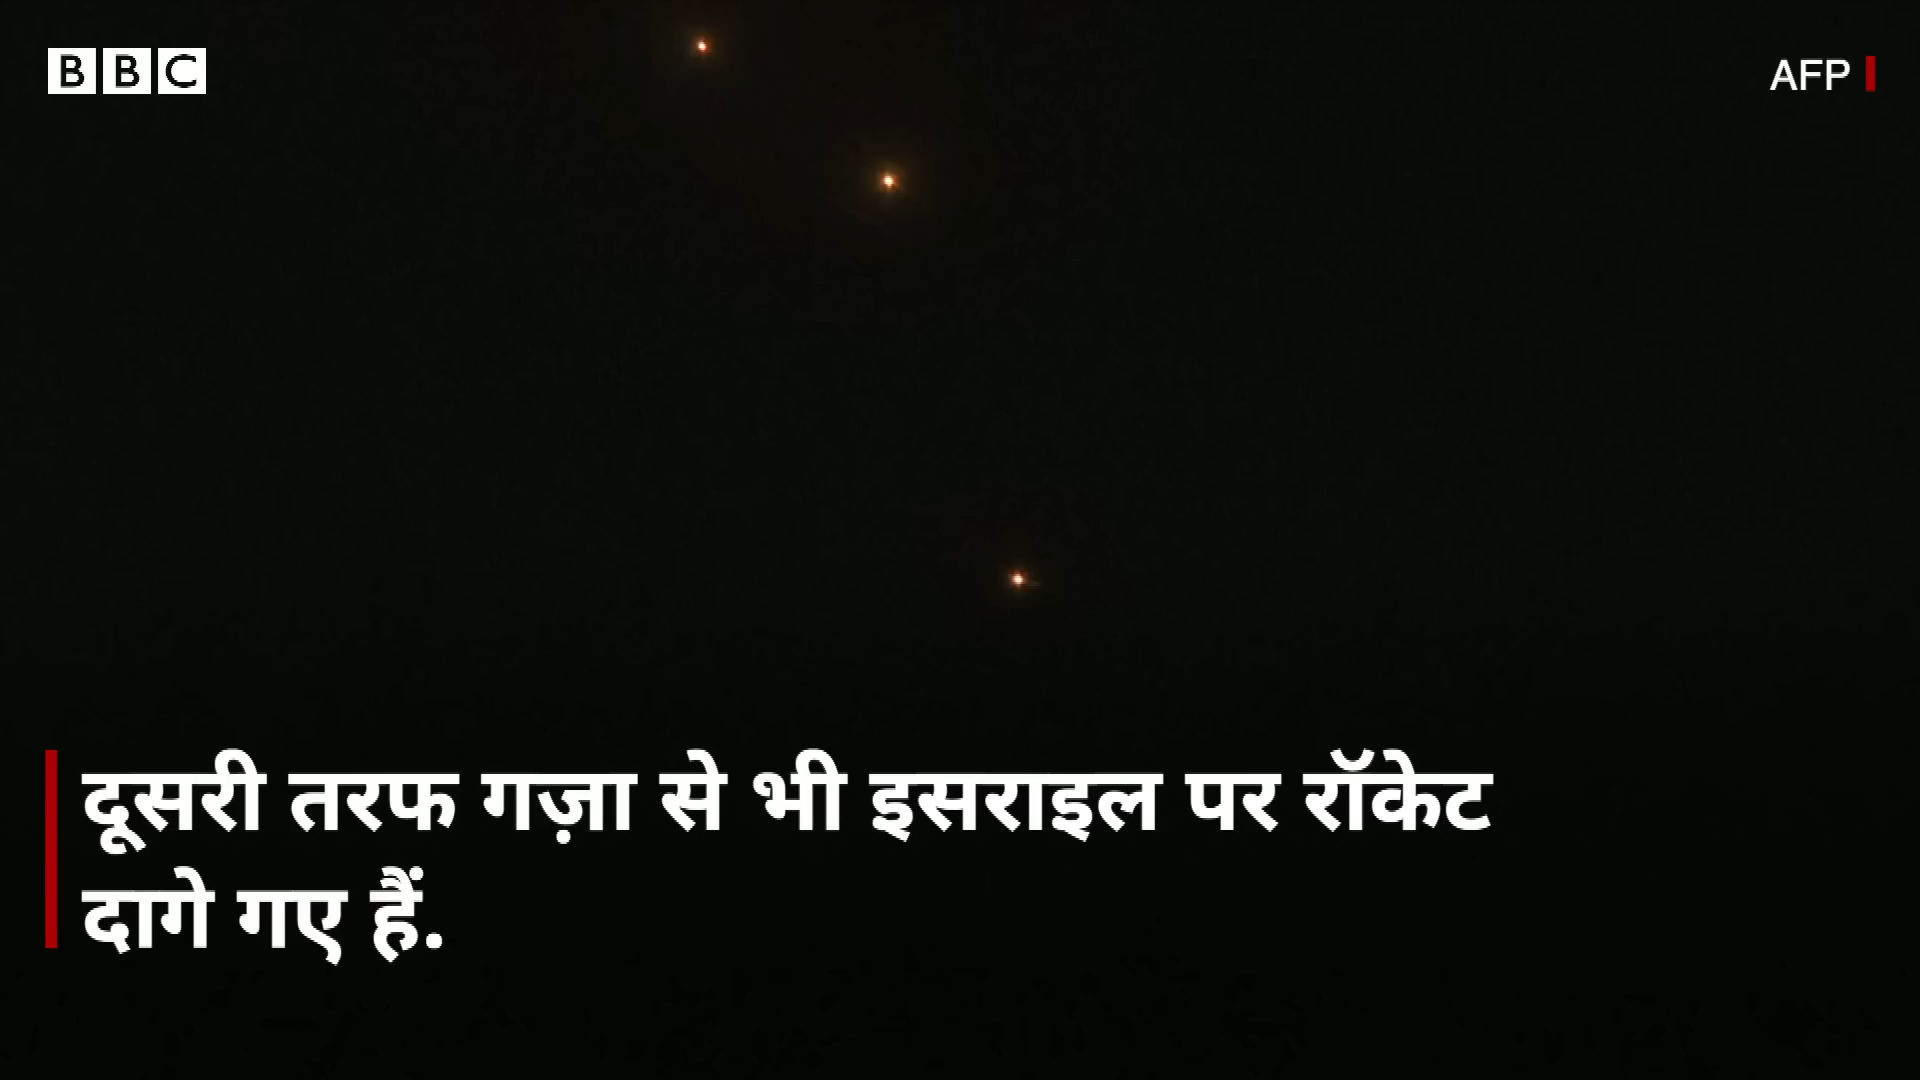 BBC
AFP
दूसरी तरफ गज़ा से भी इसराइल पर रॉकेट
दागे गए हैं.